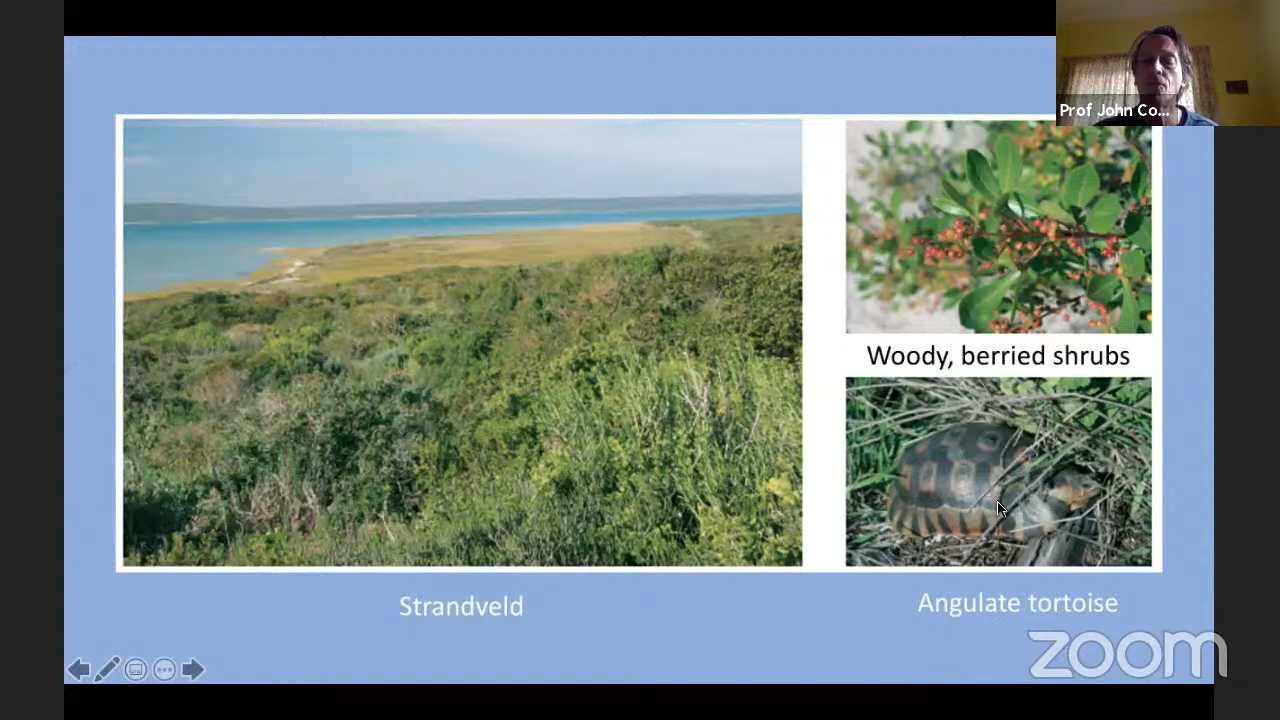 Prof John Co...
Woody, berried shrubs
Strandveld
Angulate tortoise
zoom